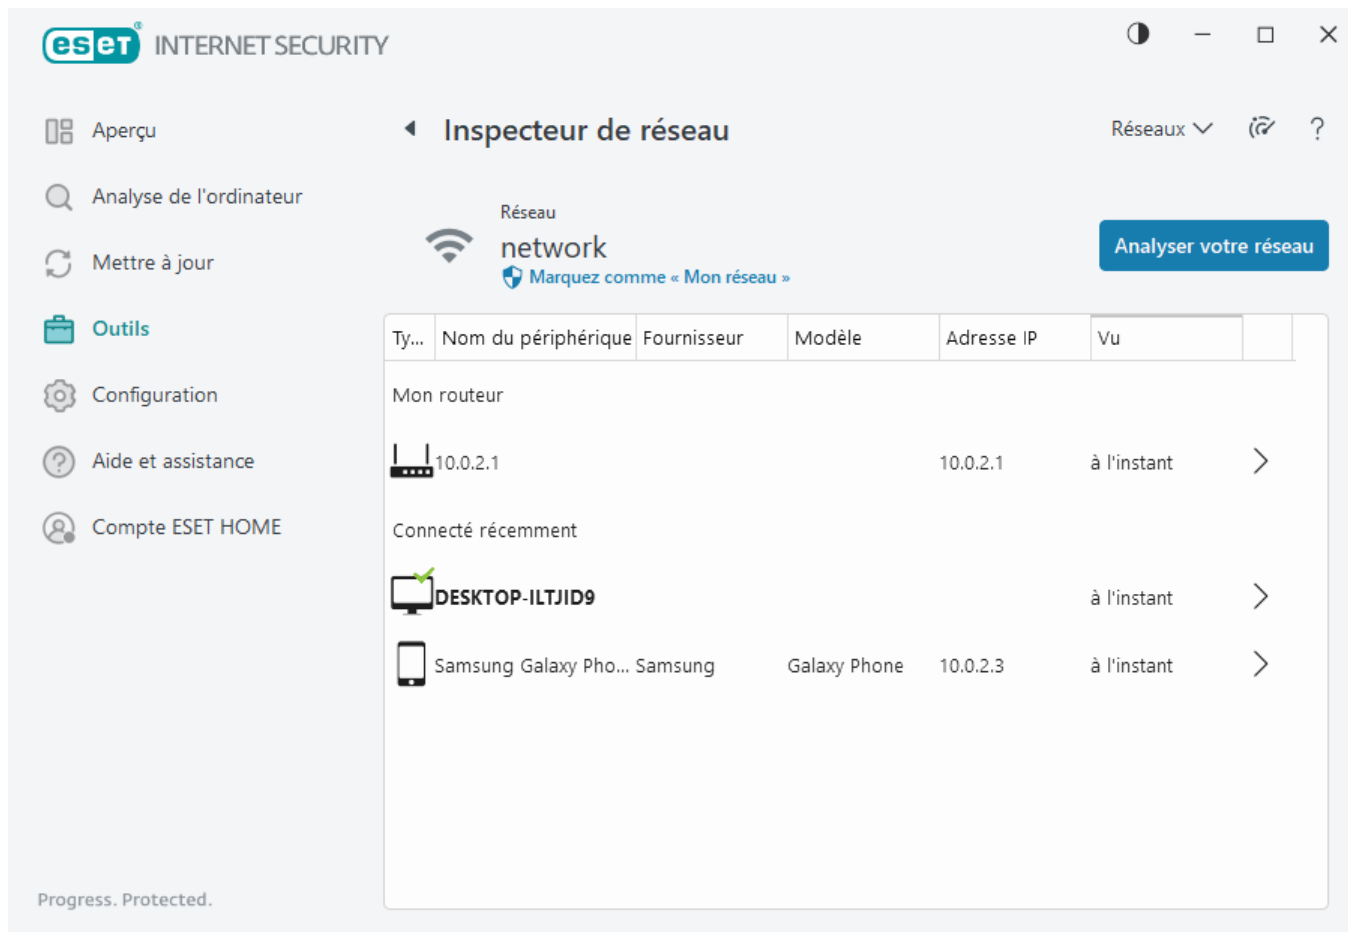 eset® INTERNET SECURITY
Aperçu
Analyse de l'ordinateur
Mettre à jour
Outils
Configuration
Aide et assistance
Compte ESET HOME
Progress. Protected.
Inspecteur de réseau
Réseaux
?
Réseau
network
Marquez comme « Mon réseau »
Analyser votre réseau
Ty... Nom du périphérique Fournisseur Modèle Adresse IP Vu
Mon routeur
10.0.2.1 10.0.2.1 à l'instant
Connecté récemment
DESKTOP-ILTJID9 à l'instant
Samsung Galaxy Pho... Samsung Galaxy Phone 10.0.2.3 à l'instant